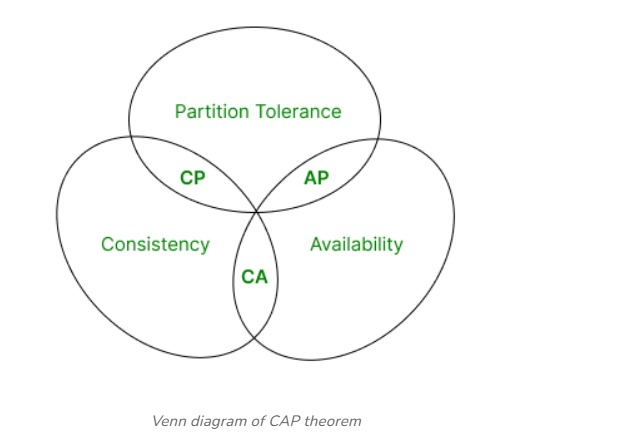 Partition Tolerance
CP
AP
Consistency
Availability
CA
Venn diagram of CAP theorem